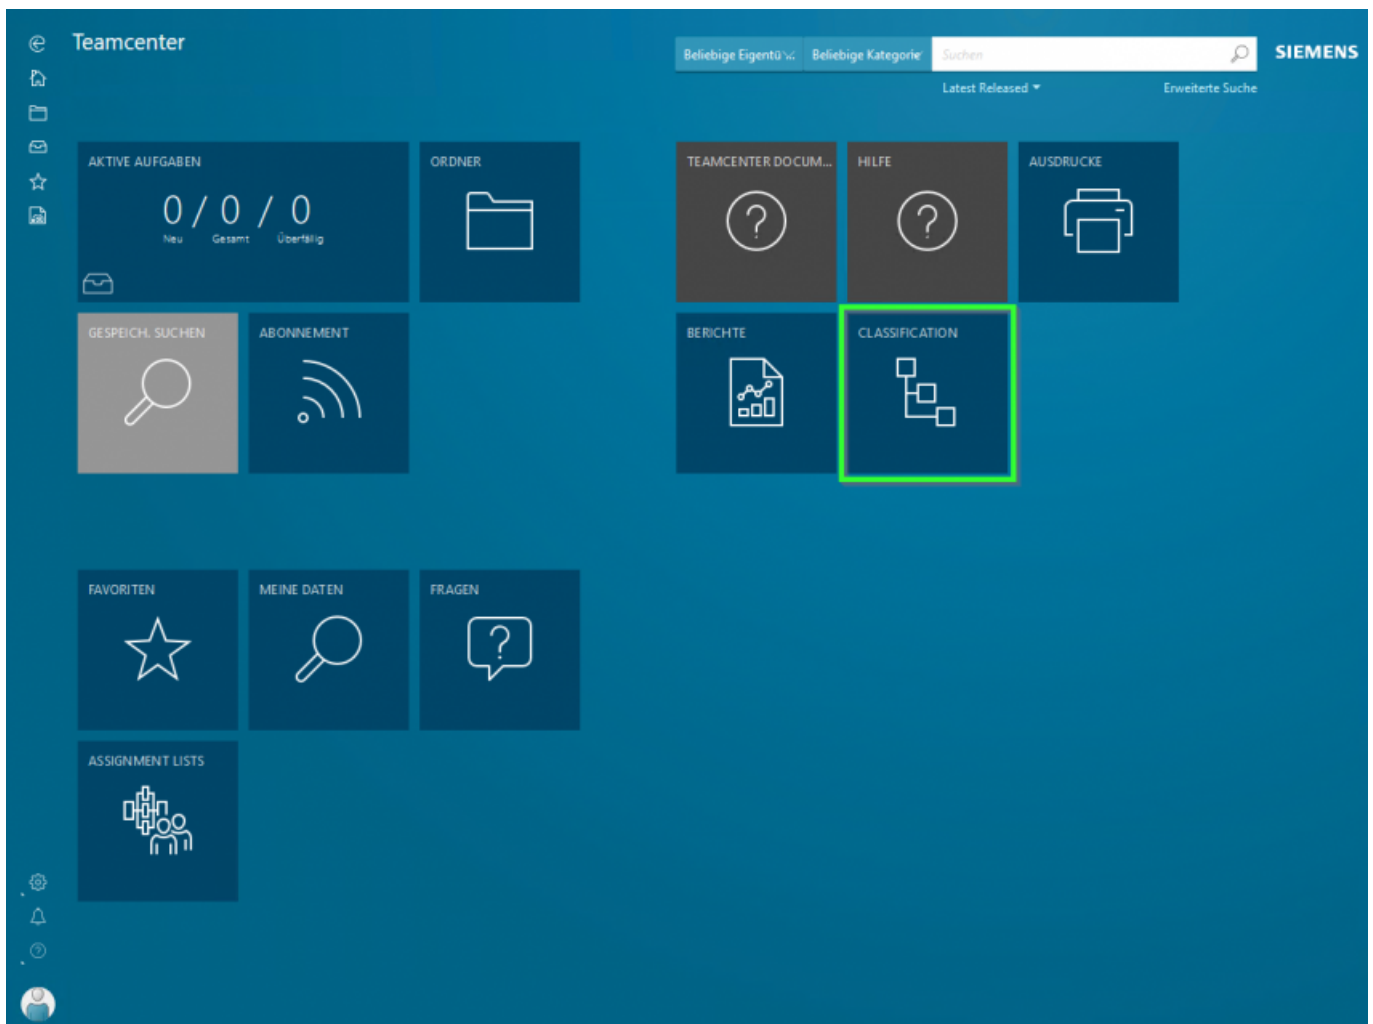 Teamcenter
Beliebige Eigentü
Beliebige Kategorie
Suchen
SIEMENS
Latest Released
Erweiterte Suche
AKTIVE AUFGABEN
0 / 0 / 0
Neu Gesamt Überfällig
ORDNER
TEAMCENTER DOCUM...
HILFE
AUSDRUCKE
GESPEICH. SUCHEN
ABONNEMENT
BERICHTE
CLASSIFICATION
FAVORITEN
MEINE DATEN
FRAGEN
ASSIGNMENT LISTS